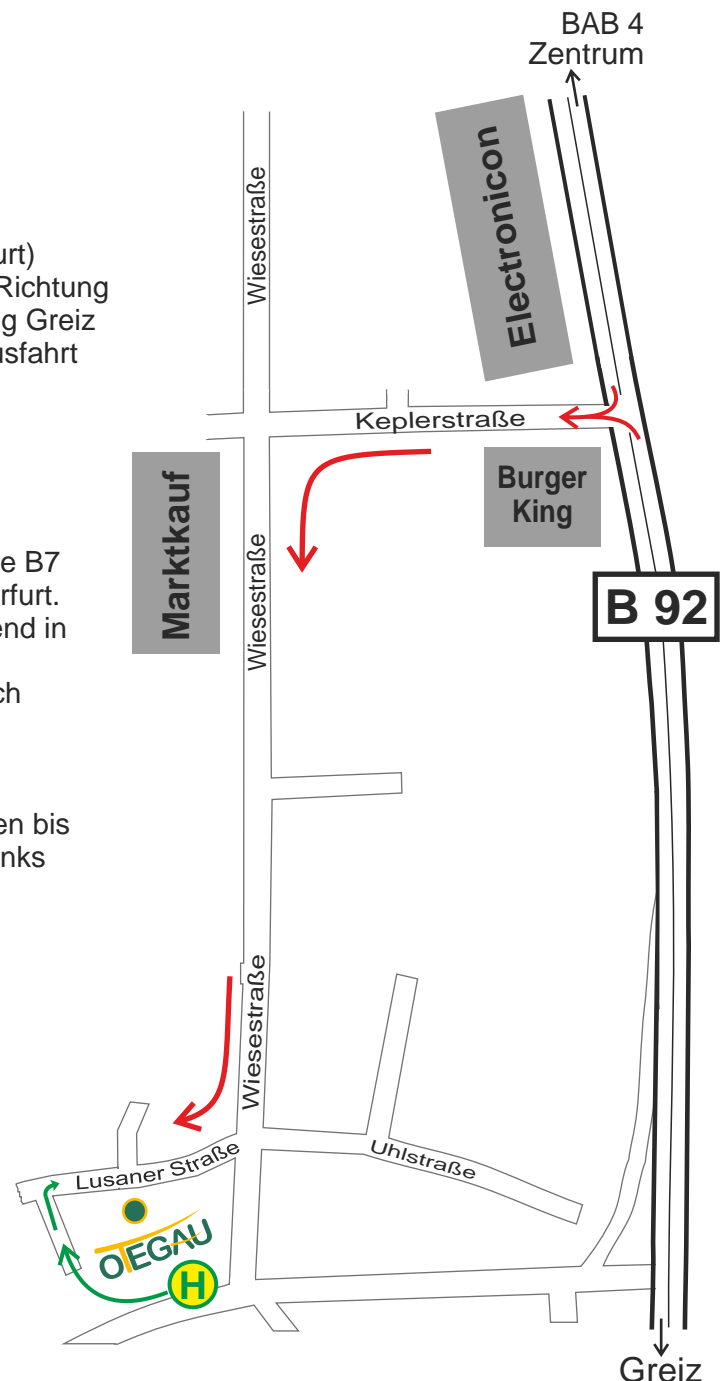 BAB 4
Zentrum
Electronicon
Wiesestraße
urt)
Richtung
g Greiz
usfahrt
Keplerstraße
Burger
King
Marktkauf
Wiesestraße
e B7
rfurt.
end in
ch
B 92
en bis
nks
Wiesestraße
Lusaner Straße
Uhlstraße
OTEGAU
H
Greiz